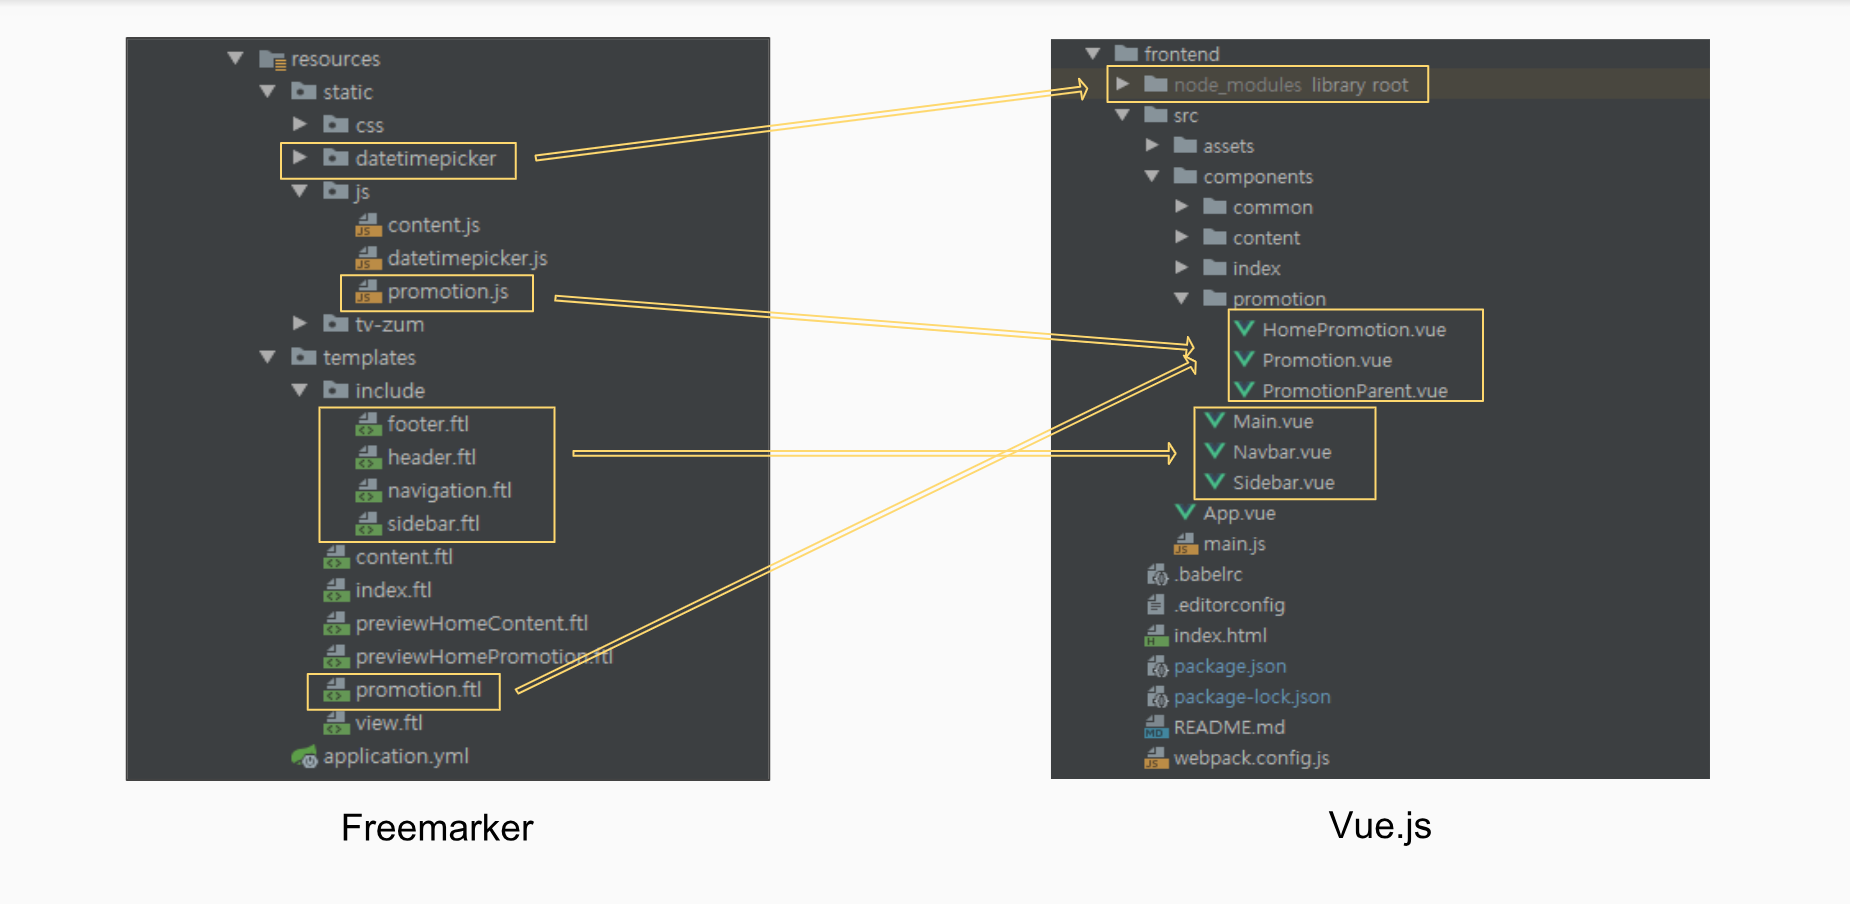 resources
static
css
datetimepicker
js
content.js
datetimepicker.js
promotion.js
tv-zum
templates
include
footer.ftl
header.ftl
navigation.ftl
sidebar.ftl
content.ftl
index.ftl
previewHomeContent.ftl
previewHomePromotion.ftl
promotion.ftl
view.ftl
application.yml
Freemarker
frontend
node_modules library root
src
assets
components
common
content
index
promotion
HomePromotion.vue
Promotion.vue
PromotionParent.vue
Main.vue
Navbar.vue
Sidebar.vue
App.vue
main.js
.babelrc
.editorconfig
index.html
package.json
package-lock.json
README.md
webpack.config.js
Vue.js